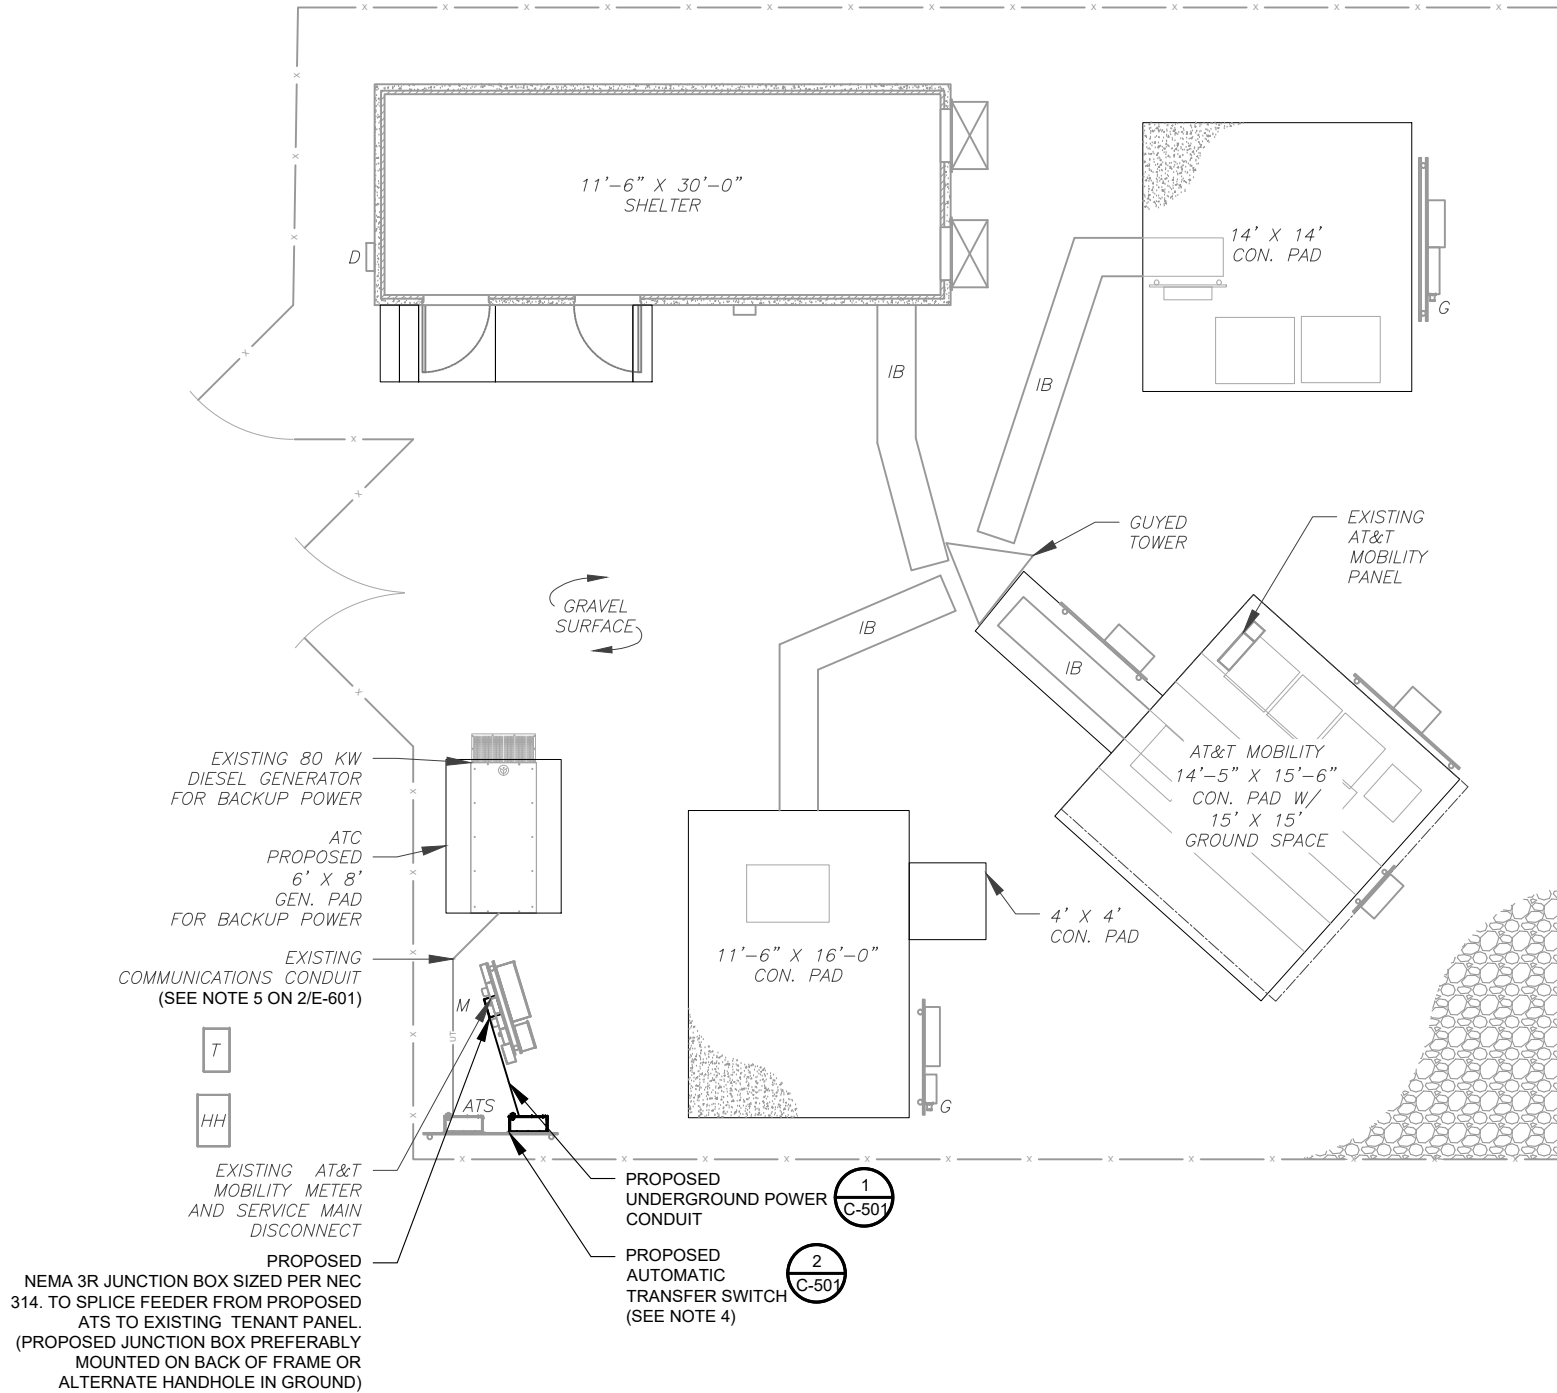 11'-6" X 30'-0"
SHELTER
D
14' X 14'
CON. PAD
G
IB
IB
GUYED
TOWER
EXISTING
AT&T
MOBILITY
PANEL
GRAVEL
SURFACE
IB
IB
AT&T MOBILITY
14'-5" X 15'-6"
CON. PAD W/
15' X 15'
GROUND SPACE
EXISTING 80 KW
DIESEL GENERATOR
FOR BACKUP POWER
ATC
PROPOSED
6' X 8'
GEN. PAD
FOR BACKUP POWER
EXISTING
COMMUNICATIONS CONDUIT
(SEE NOTE 5 ON 2/E-601)
4' X 4'
CON. PAD
11'-6" X 16'-0"
CON. PAD
M
UT
T
HH
ATS
G
EXISTING AT&T
MOBILITY METER
AND SERVICE MAIN
DISCONNECT
PROPOSED
UNDERGROUND POWER
CONDUIT
1
C-501
PROPOSED
AUTOMATIC
TRANSFER SWITCH
(SEE NOTE 4)
2
C-501
PROPOSED
NEMA 3R JUNCTION BOX SIZED PER NEC
314. TO SPLICE FEEDER FROM PROPOSED
ATS TO EXISTING TENANT PANEL.
(PROPOSED JUNCTION BOX PREFERABLY
MOUNTED ON BACK OF FRAME OR
ALTERNATE HANDHOLE IN GROUND)